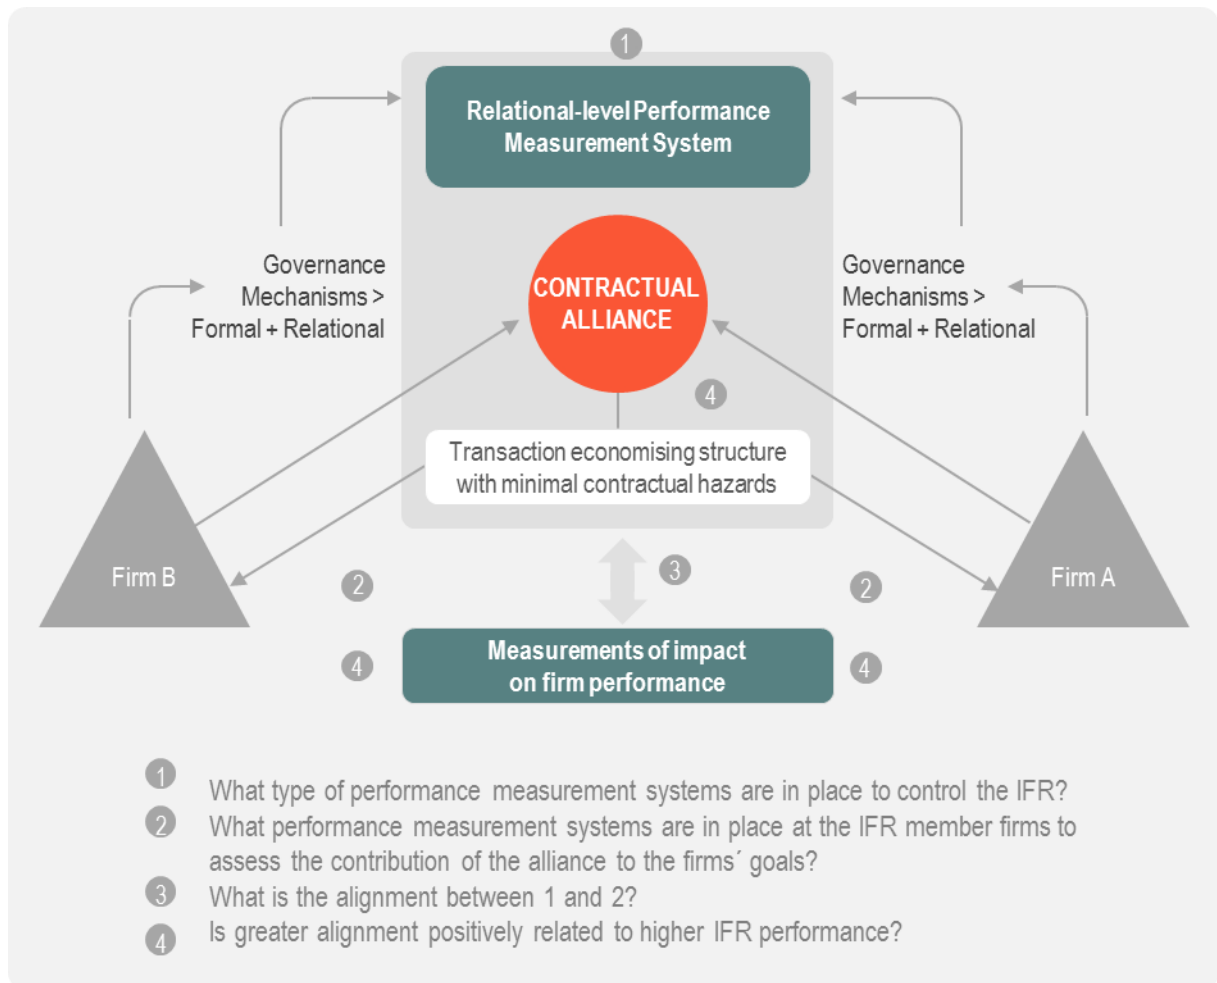 1
Relational-level Performance
Measurement System
Governance
Mechanisms >
Formal + Relational
CONTRACTUAL
ALLIANCE
Governance
Mechanisms >
Formal + Relational
4
Transaction economising structure
with minimal contractual hazards
Firm B
2
3
2
Firm A
4
Measurements of impact
on firm performance
4
1 What type of performance measurement systems are in place to control the IFR?
2 What performance measurement systems are in place at the IFR member firms to
assess the contribution of the alliance to the firms´ goals?
3 What is the alignment between 1 and 2?
4 Is greater alignment positively related to higher IFR performance?